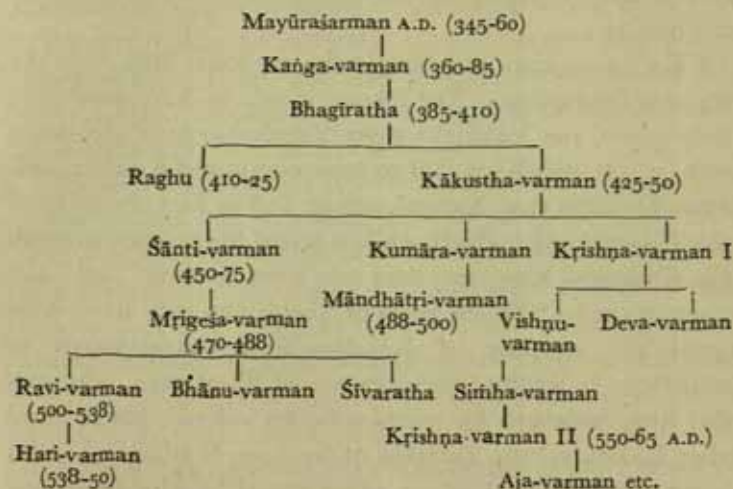 Mayūraśarman A.D. (345-60)
Kaṅga-varman (360-85)
Bhagīratha (385-410)
Raghu (410-25) Kākustha-varman (425-50)
Śānti-varman Kumāra-varman Kṛishṇa-varman I
(450-75)
Māndhātṛi-varman
Mṛigeśa-varman (488-500) Vishṇu- Deva-varman
(470-488) varman
Ravi-varman Bhānu-varman Śīvaratha Siṁha-varman
(500-538)
Kṛishṇa-varman II (550-65 A.D.)
Hari-varman
(538-50) Aja-varman etc.